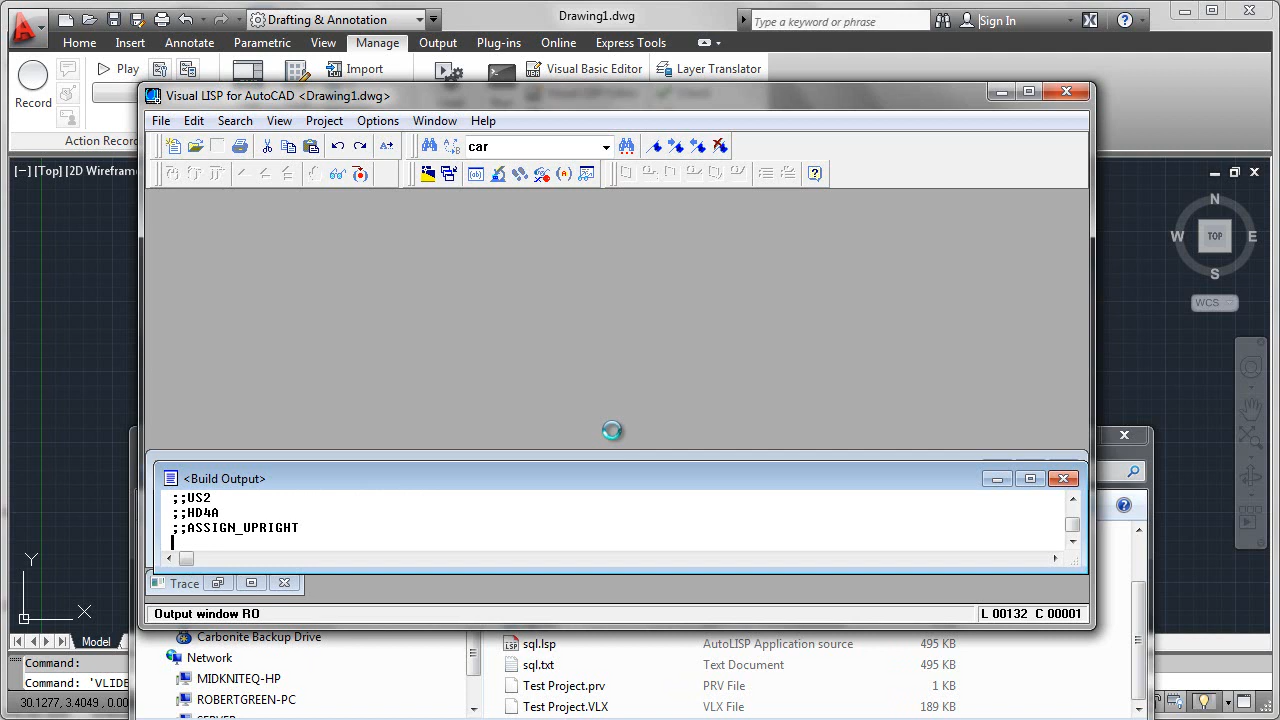 Drafting & Annotation
Drawing1.dwg
Type a keyword or phrase
Sign In
Home Insert Annotate Parametric View Manage Output Plug-ins Online Express Tools
Play
Import
Visual Basic Editor
Layer Translator
Record
Action Recor
Visual LISP for AutoCAD <Drawing1.dwg>
File Edit Search View Project Options Window Help
car
[−] [Top] [2D Wirefram
N
W TOP E
S
WCS
<Build Output>
;;US2
;;HD4A
;;ASSIGN_UPRIGHT
Trace
Output window RO
L 00132 C 00001
Y
X
Model
Carbonite Backup Drive
Network
MIDKNITEQ-HP
ROBERTGREEN-PC
sql.lsp AutoLISP Application source 495 KB
sql.txt Text Document 495 KB
Test Project.prv PRV File 1 KB
Test Project.VLX VLX File 189 KB
Command:
Command: 'VLIDE
30.1277, 3.4049, 0.00